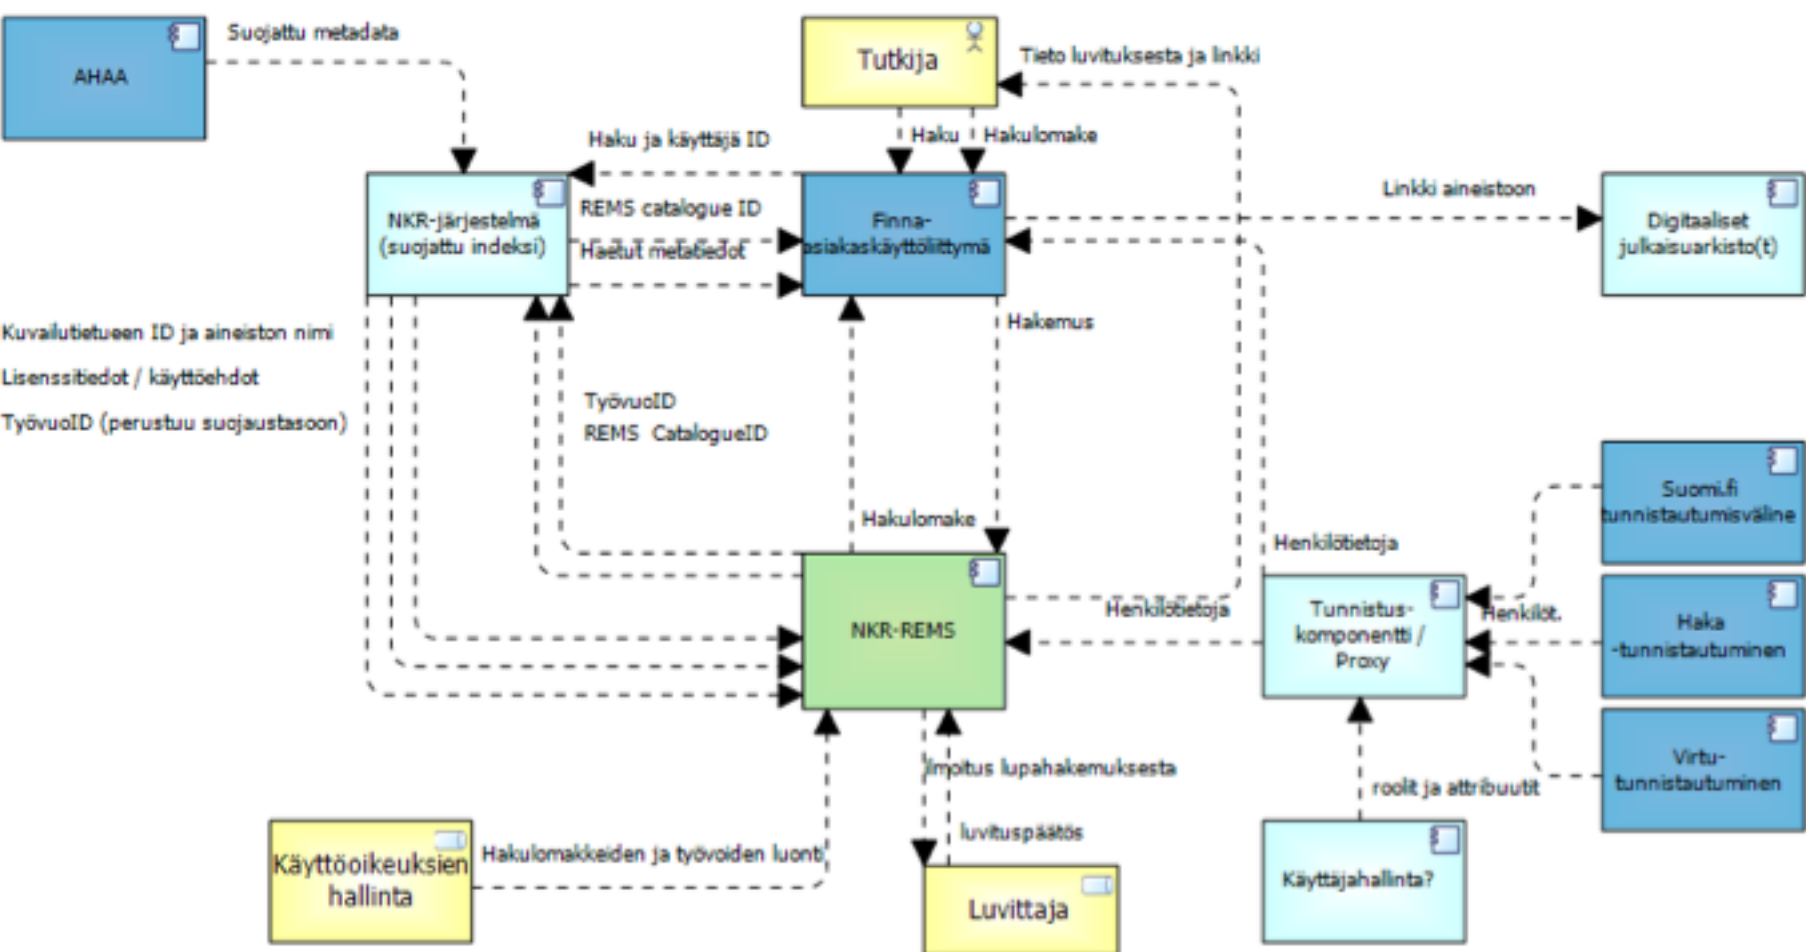 AHAA
Suojattu metadata
Tutkija
Tieto luvituksesta ja linkki
Haku ja käyttäjä ID
Haku
Hakulomake
NKR-järjestelmä
(suojattu indeksi)
REMS catalogue ID
Haetut metatiedot
Finna-
asiakaskäyttöliittymä
Linkki aineistoon
Digitaaliset
julkaisuarkisto(t)
Kuvailutietueen ID ja aineiston nimi
Lisenssitiedot / käyttöehdot
TyövuoID (perustuu suojaustasoon)
Hakemus
TyövuoID
REMS CatalogueID
Hakulomake
Suomi.fi
tunnistautumisväline
Henkilötietoja
NKR-REMS
Henkilötietoja
Tunnistus-
komponentti /
Proxy
Henkilöt.
Haka
-tunnistautuminen
Virtu-
tunnistautuminen
Ilmoitus lupahakemuksesta
roolit ja attribuutit
luvituspäätös
Käyttöoikeuksien
hallinta
Hakulomakkeiden ja työvoiden luonti
Luvittaja
Käyttäjahallinta?